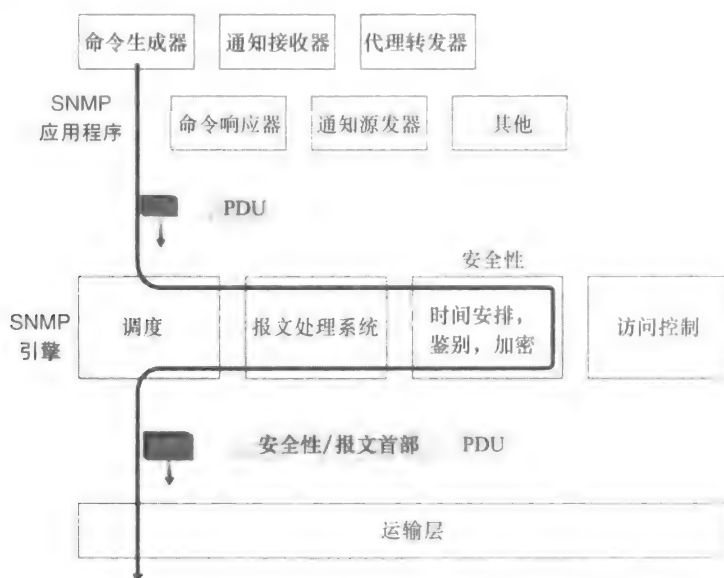 命令生成器 通知接收器 代理转发器
SNMP
应用程序
命令响应器 通知源发器 其他
PDU
安全性
SNMP
引擎
调度 报文处理系统 时间安排,
鉴别,加密 访问控制
安全性/报文首部 PDU
运输层